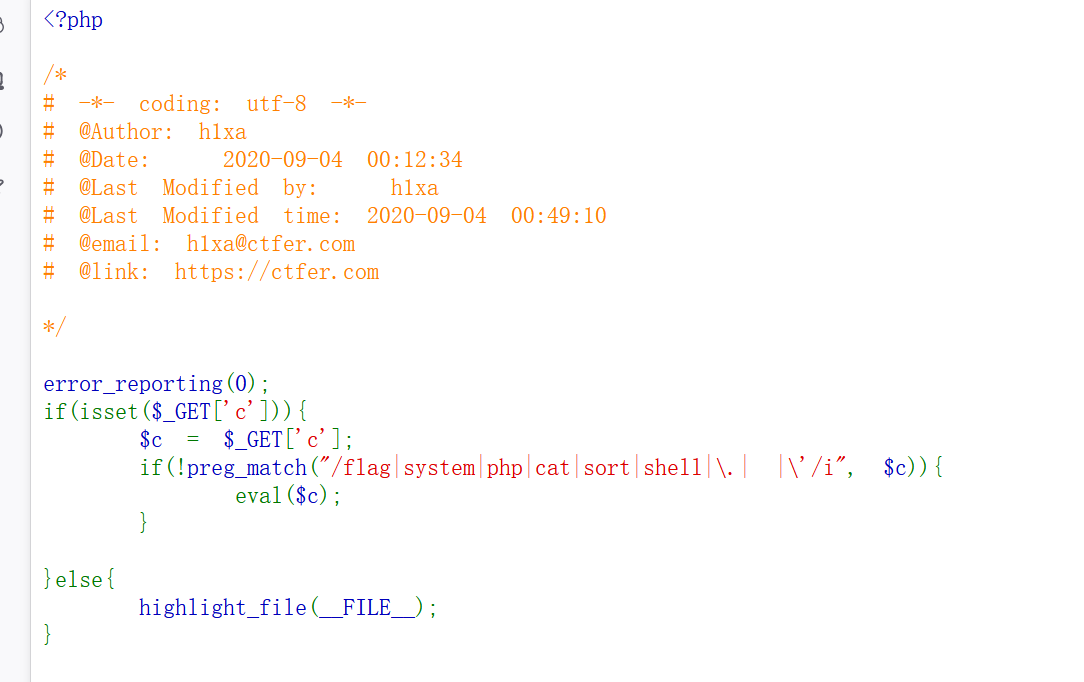 <?php
/*
# -*- coding: utf-8 -*-
# @Author: h1xa
# @Date:   2020-09-04 00:12:34
# @Last Modified by:   h1xa
# @Last Modified time: 2020-09-04 00:49:10
# @email: h1xa@ctfer.com
# @link: https://ctfer.com
*/
error_reporting(0);
if(isset($_GET['c'])){
    $c = $_GET['c'];
    if(!preg_match("/flag|system|php|cat|sort|shell|\.| |\'/i", $c)){
        eval($c);
    }
}else{
    highlight_file(__FILE__);
}